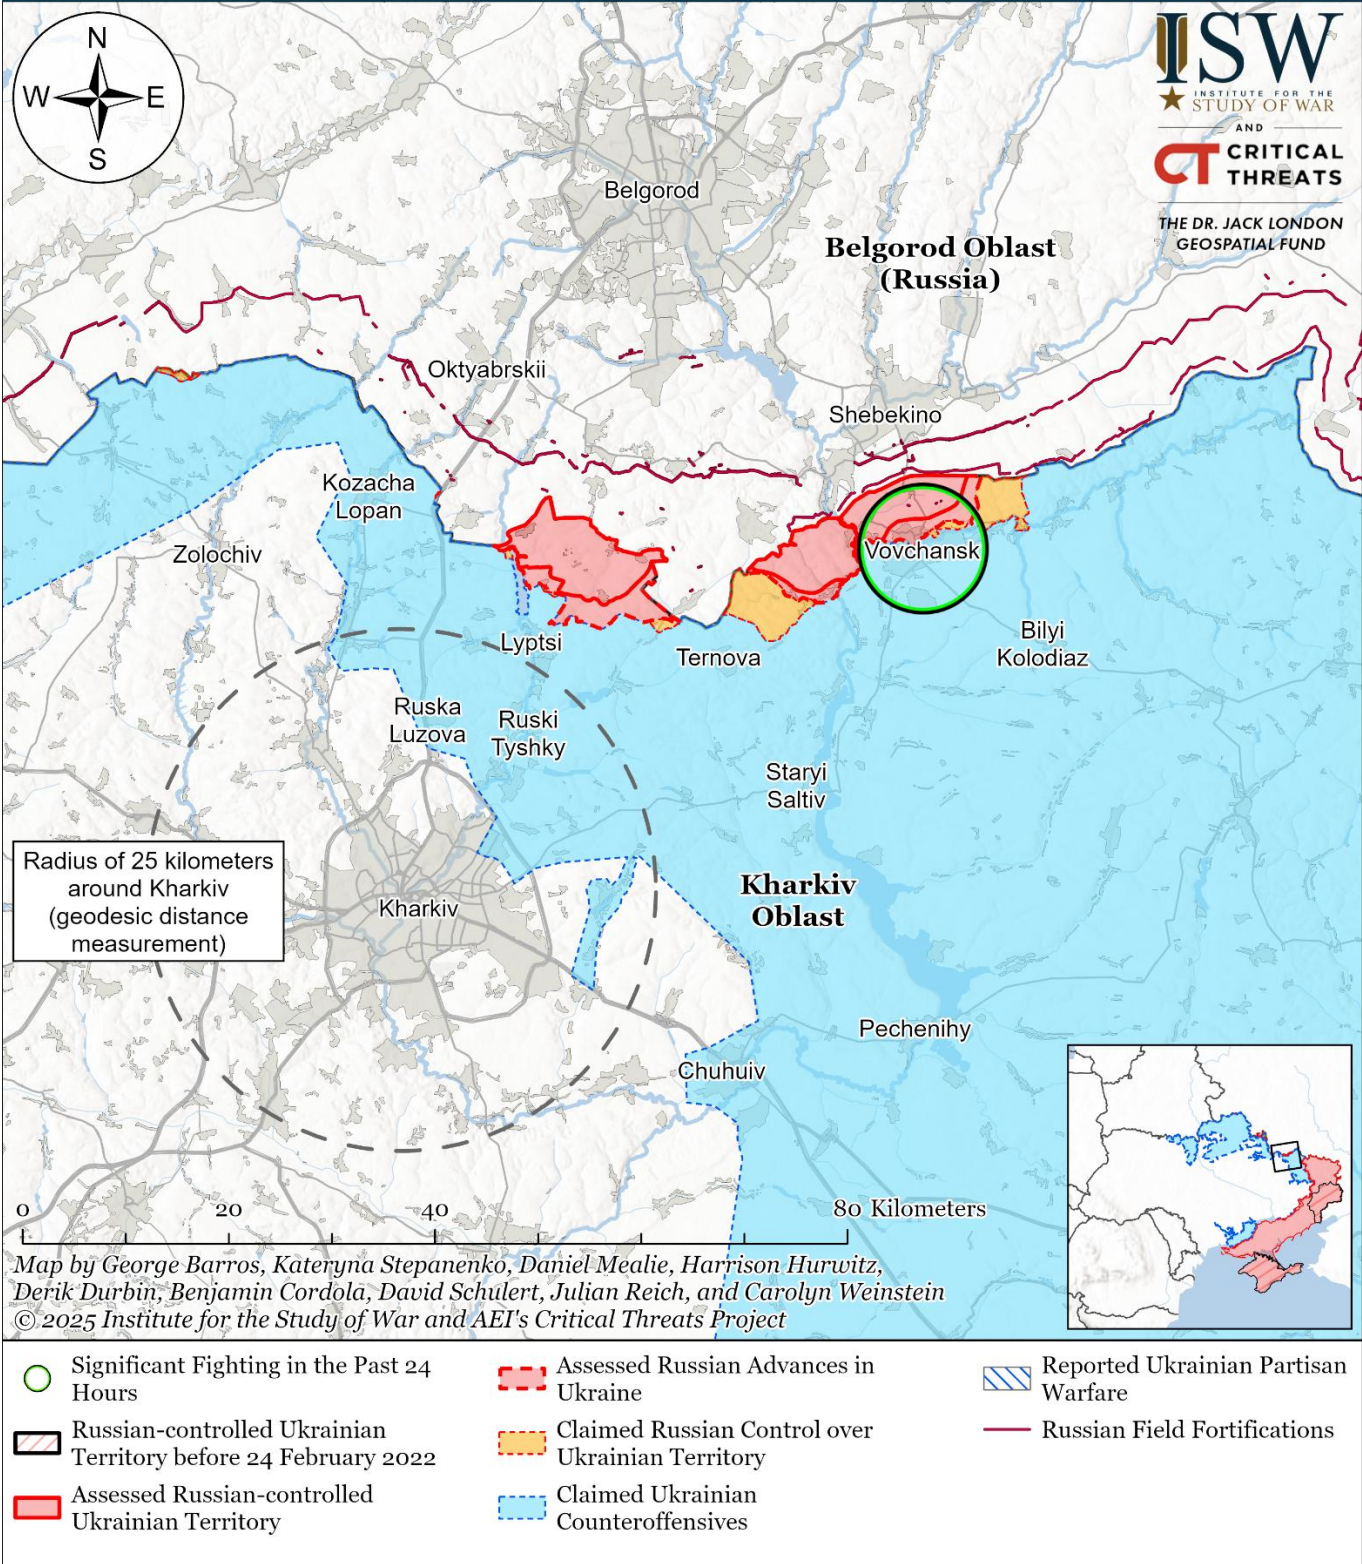 N
W
E
S
ISW
INSTITUTE FOR THE
STUDY OF WAR
AND
CT CRITICAL
THREATS
THE DR. JACK LONDON
GEOSPATIAL FUND
Belgorod
Belgorod Oblast
(Russia)
Oktyabrskii
Shebekino
Kozacha
Lopan
Zolochiv
Vovchansk
Lyptsi
Ternova
Bilyi
Kolodiaz
Ruska
Luzova
Ruski
Tyshky
Staryi
Saltiv
Radius of 25 kilometers
around Kharkiv
(geodesic distance
measurement)
Kharkiv
Kharkiv
Oblast
Pechenihy
Chuhuiv
0 20 40 80 Kilometers
Map by George Barros, Kateryna Stepanenko, Daniel Mealie, Harrison Hurwitz,
Derik Durbin, Benjamin Cordola, David Schulert, Julian Reich, and Carolyn Weinstein
© 2025 Institute for the Study of War and AEI's Critical Threats Project
Significant Fighting in the Past 24
Hours
Russian-controlled Ukrainian
Territory before 24 February 2022
Assessed Russian-controlled
Ukrainian Territory
Assessed Russian Advances in
Ukraine
Claimed Russian Control over
Ukrainian Territory
Claimed Ukrainian
Counteroffensives
Reported Ukrainian Partisan
Warfare
Russian Field Fortifications